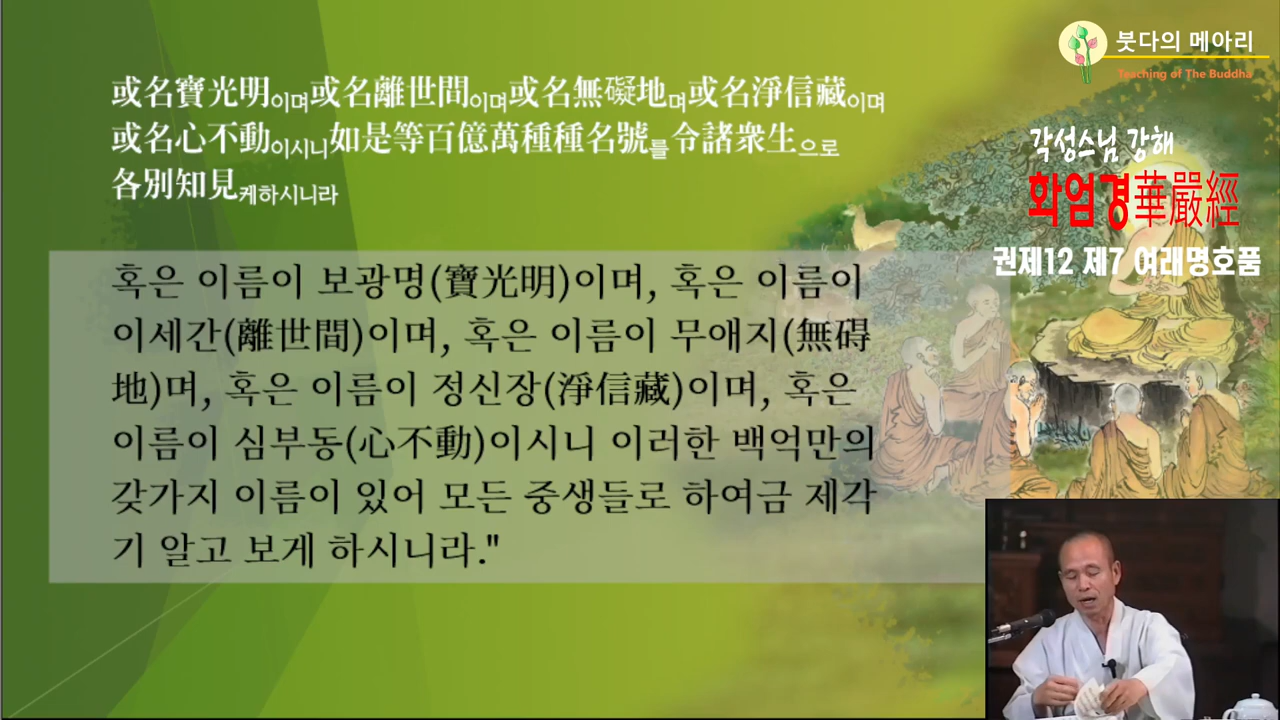 或名寶光明이며或名離世間이며或名無礙地며或名淨信藏이며
或名心不動이시니如是等百億萬種種名號를令諸衆生으로
各別知見케하시니라
혹은 이름이 보광명(寶光明)이며, 혹은 이름이
이세간(離世間)이며, 혹은 이름이 무애지(無碍
地)며, 혹은 이름이 정신장(淨信藏)이며, 혹은
이름이 심부동(心不動)이시니 이러한 백억만의
갖가지 이름이 있어 모든 중생들로 하여금 제각
기 알고 보게 하시니라."
붓다의 메아리
Teaching of The Buddha
각성스님 강해
화엄경華嚴經
권제12 제7 여래명호품